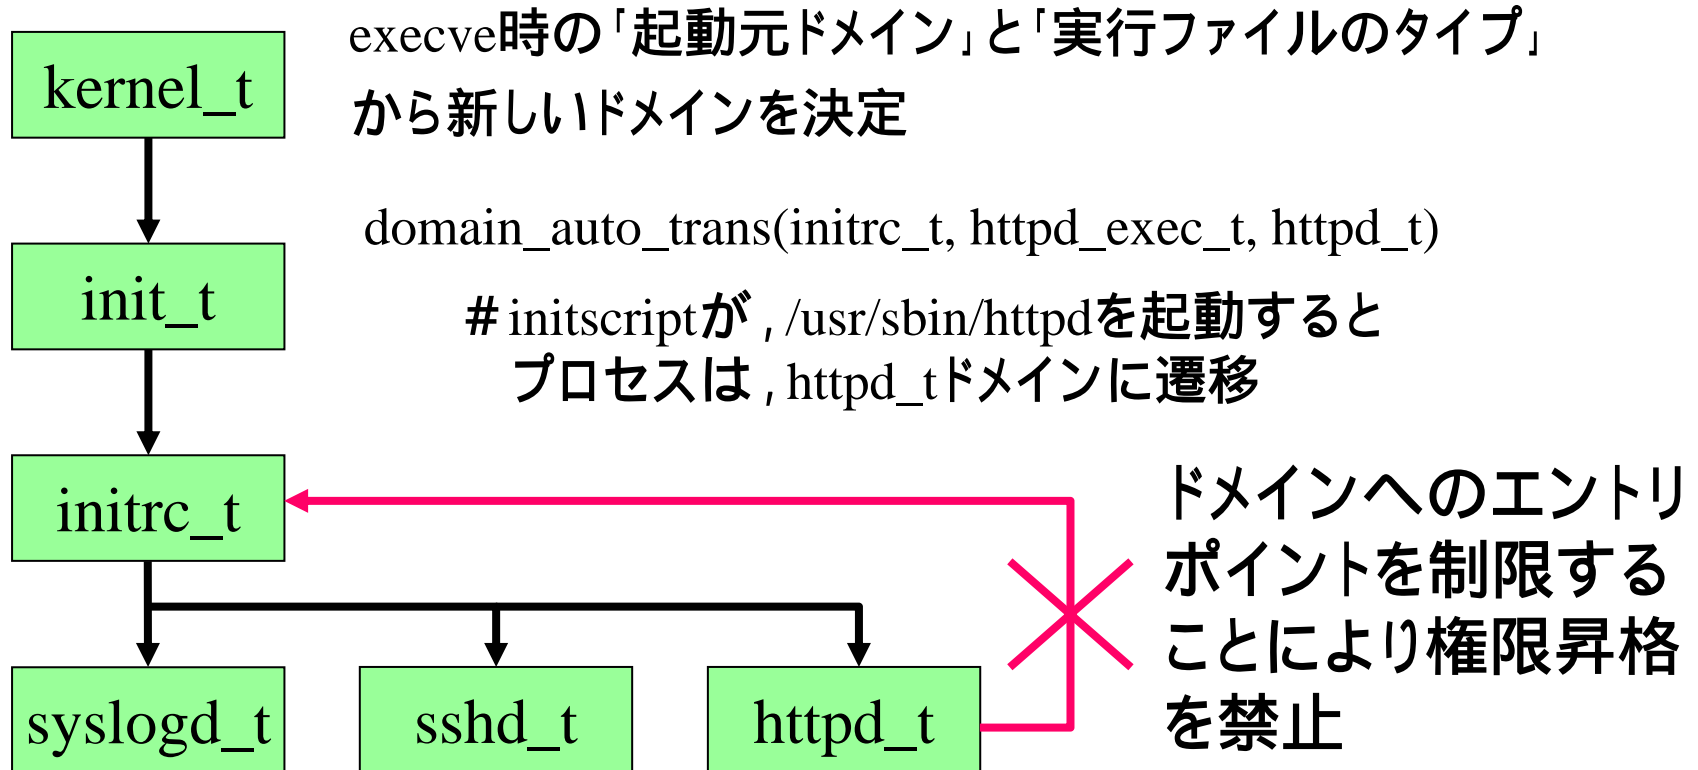 kernel_t
execve時の「起動元ドメイン」と「実行ファイルのタイプ」
から新しいドメインを決定
init_t
domain_auto_trans(initrc_t, httpd_exec_t, httpd_t)
＃initscriptが，/usr/sbin/httpdを起動すると
プロセスは，httpd_tドメインに遷移
initrc_t
ドメインへのエントリ
ポイントを制限する
ことにより権限昇格
を禁止
syslogd_t
sshd_t
httpd_t